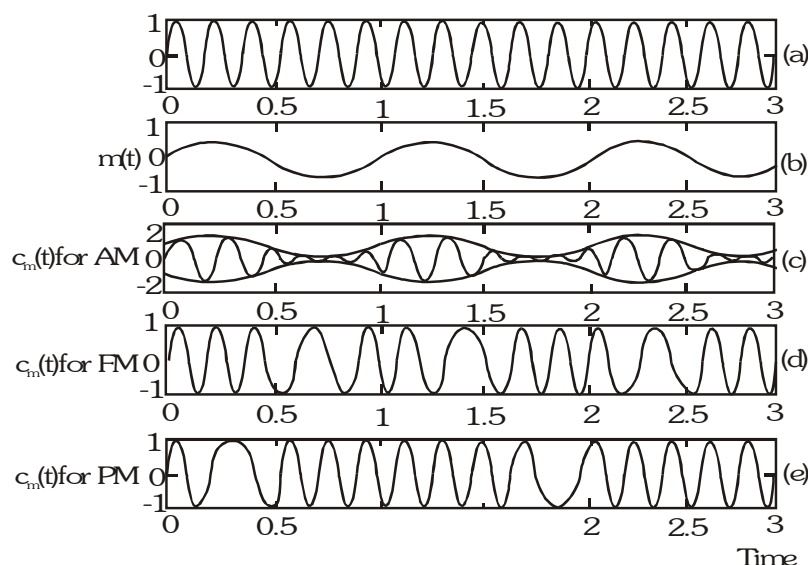 1
0
-1
(a)
0 0.5 1 1.5 2 2.5 3
1
m(t) 0
-1
(b)
0 0.5 1 1.5 2 2.5 3
2
cₘ(t) for AM 0
-2
(c)
0 0.5 1 1.5 2 2.5 3
1
cₘ(t) for FM 0
-1
(d)
0 0.5 1 1.5 2 2.5 3
1
cₘ(t) for PM 0
-1
(e)
0 0.5 2 2.5 3
Time